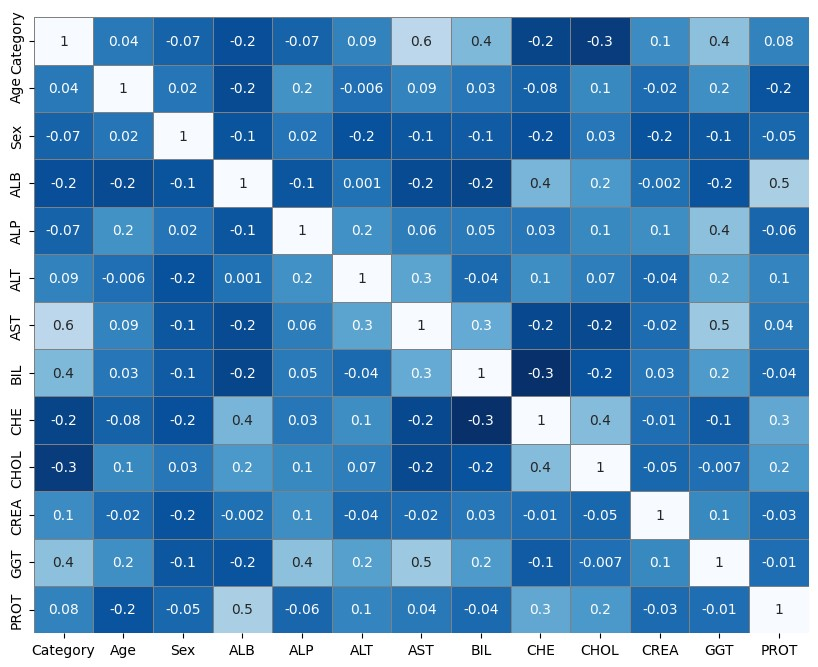 Category 1 0.04 -0.07 -0.2 -0.07 0.09 0.6 0.4 -0.2 -0.3 0.1 0.4 0.08
Age 0.04 1 0.02 -0.2 0.2 -0.006 0.09 0.03 -0.08 0.1 -0.02 0.2 -0.2
Sex -0.07 0.02 1 -0.1 0.02 -0.2 -0.1 -0.1 -0.2 0.03 -0.2 -0.1 -0.05
ALB -0.2 -0.2 -0.1 1 -0.1 0.001 -0.2 -0.2 0.4 0.2 -0.002 -0.2 0.5
ALP -0.07 0.2 0.02 -0.1 1 0.2 0.06 0.05 0.03 0.1 0.1 0.4 -0.06
ALT 0.09 -0.006 -0.2 0.001 0.2 1 0.3 -0.04 0.1 0.07 -0.04 0.2 0.1
AST 0.6 0.09 -0.1 -0.2 0.06 0.3 1 0.3 -0.2 -0.2 -0.02 0.5 0.04
BIL 0.4 0.03 -0.1 -0.2 0.05 -0.04 0.3 1 -0.3 -0.2 0.03 0.2 -0.04
CHE -0.2 -0.08 -0.2 0.4 0.03 0.1 -0.2 -0.3 1 0.4 -0.01 -0.1 0.3
CHOL -0.3 0.1 0.03 0.2 0.1 0.07 -0.2 -0.2 0.4 1 -0.05 -0.007 0.2
CREA 0.1 -0.02 -0.2 -0.002 0.1 -0.04 -0.02 0.03 -0.01 -0.05 1 0.1 -0.03
GGT 0.4 0.2 -0.1 -0.2 0.4 0.2 0.5 0.2 -0.1 -0.007 0.1 1 -0.01
PROT 0.08 -0.2 -0.05 0.5 -0.06 0.1 0.04 -0.04 0.3 0.2 -0.03 -0.01 1
Category Age Sex ALB ALP ALT AST BIL CHE CHOL CREA GGT PROT